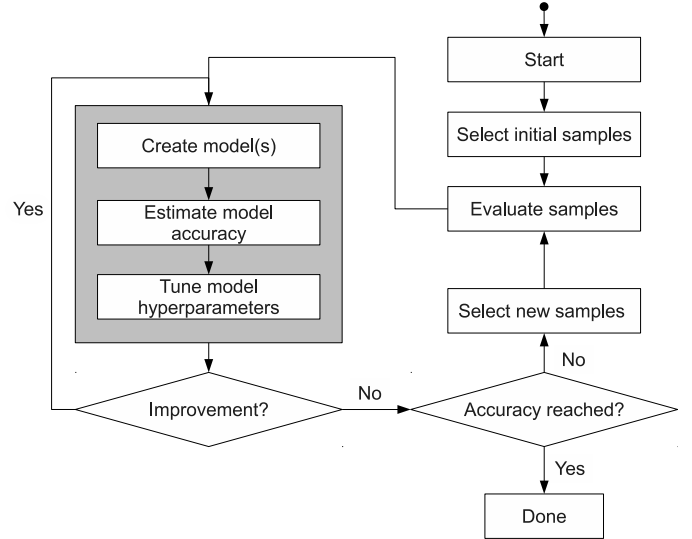 Start
Select initial samples
Evaluate samples
Create model(s)
Estimate model
accuracy
Tune model
hyperparameters
Yes
Select new samples
No
Improvement?
No
Accuracy reached?
Yes
Done